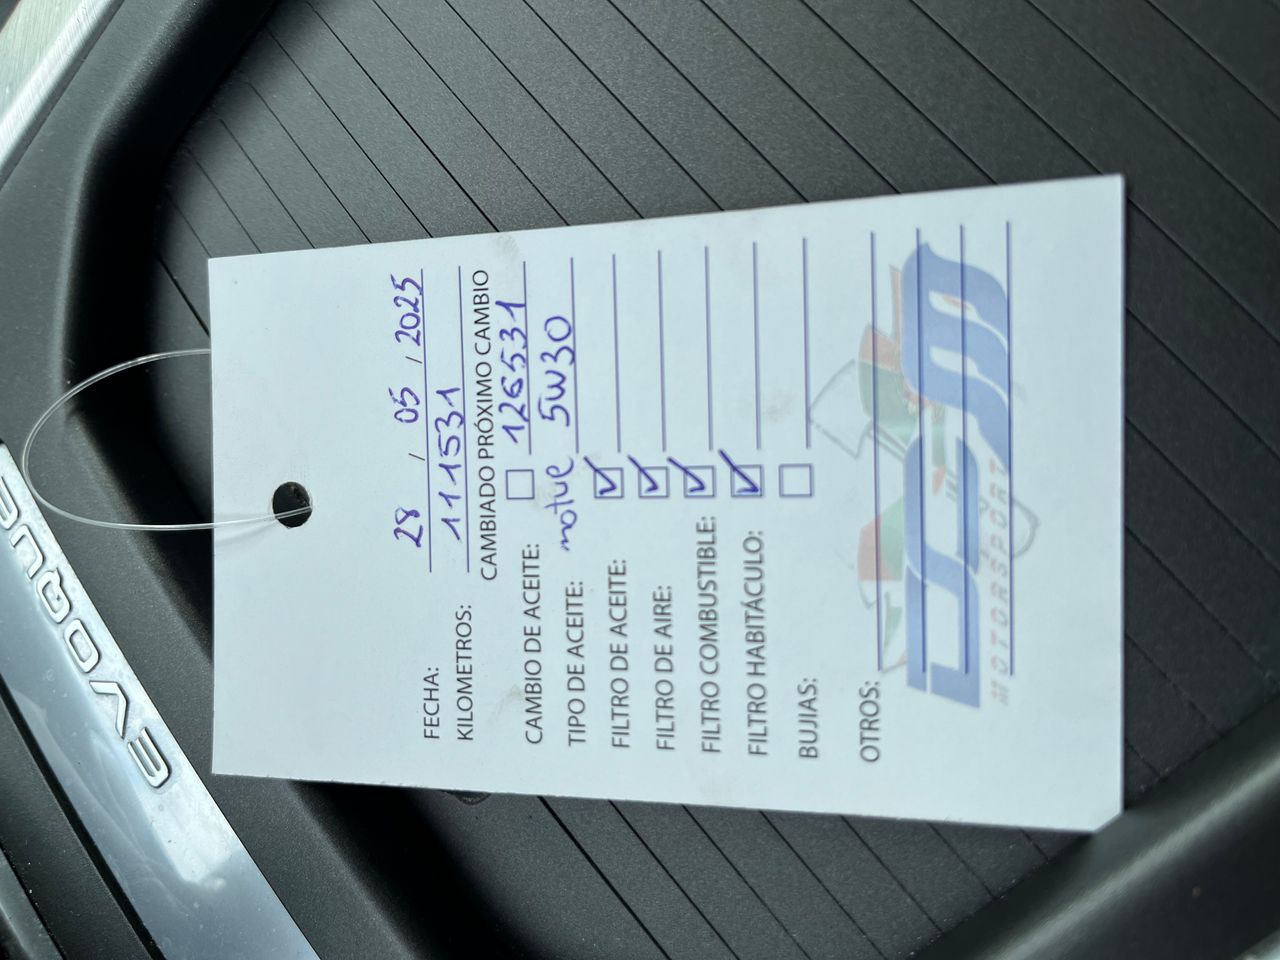 EVOQUE
FECHA: 28 / 05 / 2025
KILOMETROS: 111531
CAMBIADO PRÓXIMO CAMBIO
CAMBIO DE ACEITE: 126531
TIPO DE ACEITE: motue 5W30
FILTRO DE ACEITE:
FILTRO DE AIRE:
FILTRO COMBUSTIBLE:
FILTRO HABITÁCULO:
BUJIAS:
OTROS:
MOTORSPORT